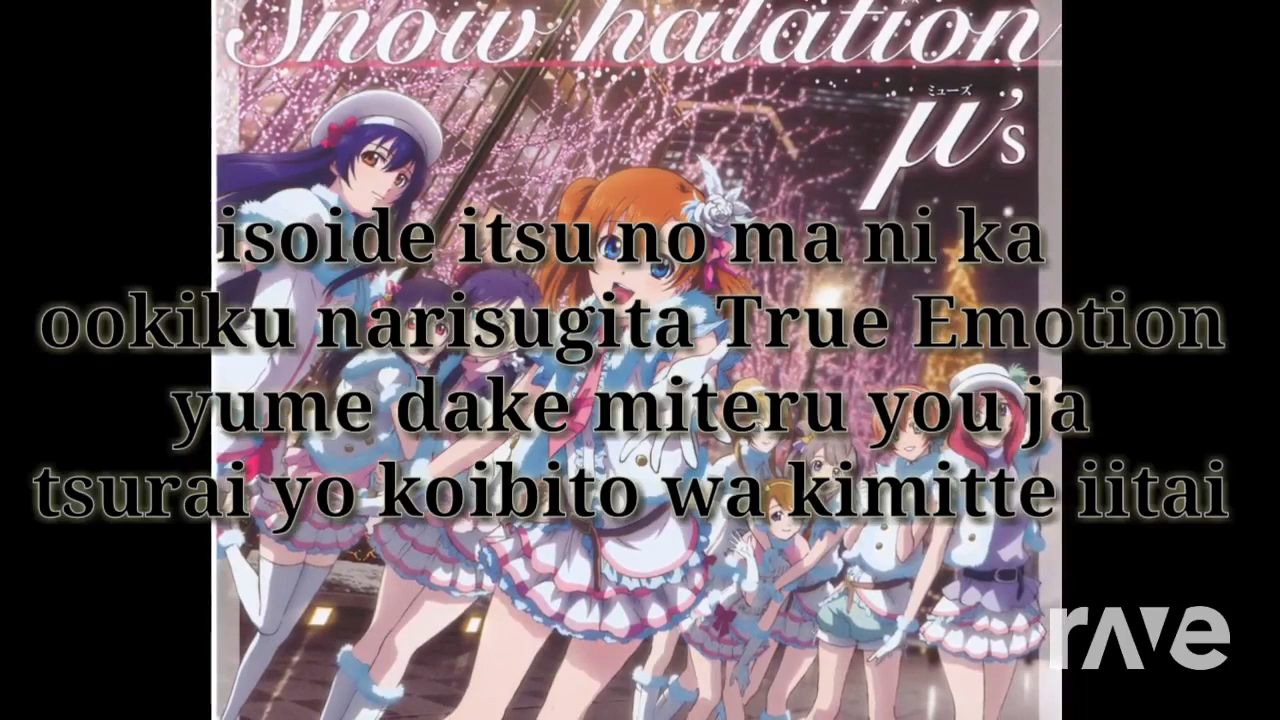 Snow halation
ミューズ
μ's
isoide itsu no ma ni ka
ookiku narisugita True Emotion
yume dake miteru you ja
tsurai yo koibito wa kimitte iitai
rave